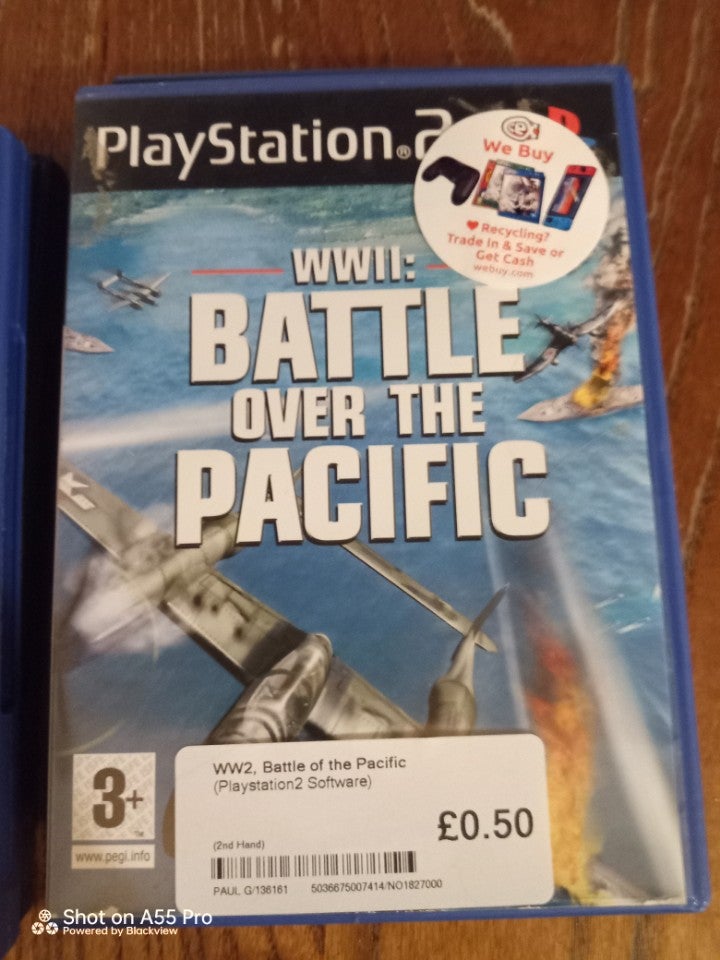 PlayStation®2
CeX
We Buy
Recycling?
Trade In & Save or
Get Cash
webuy.com
WWII:
BATTLE
OVER THE
PACIFIC
3+
™
www.pegi.info
WW2, Battle of the Pacific
(Playstation2 Software)
£0.50
(2nd Hand)
PAUL G/136161 5036675007414/NO1827000
Shot on A55 Pro
Powered by Blackview